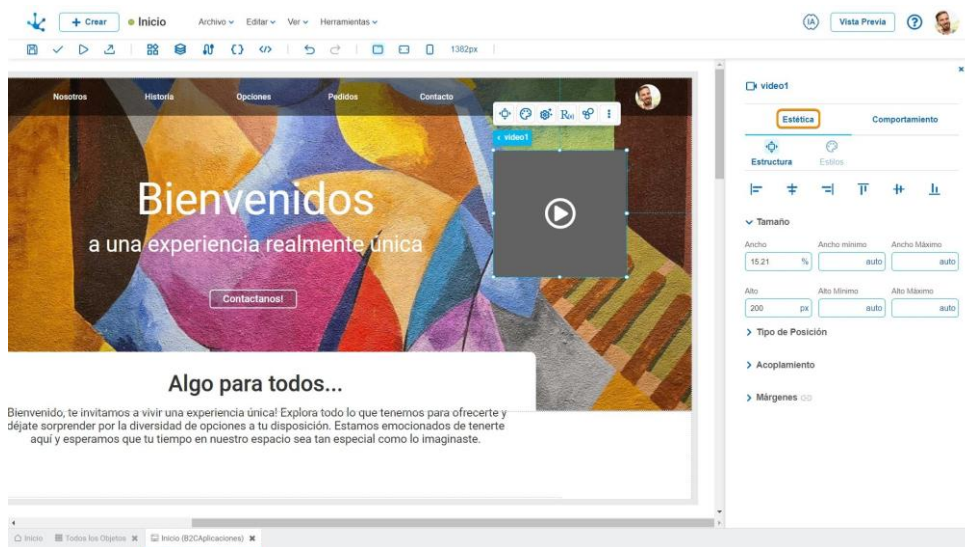 + Crear
Inicio
Archivo
Editar
Ver
Herramientas
IA
Vista Previa
?
1382px
Nosotros
Historia
Opciones
Pedidos
Contacto
R(x)
video1
Bienvenidos
a una experiencia realmente única
Contactanos!
Algo para todos...
Bienvenido, te invitamos a vivir una experiencia única! Explora todo lo que tenemos para ofrecerte y
déjate sorprender por la diversidad de opciones a tu disposición. Estamos emocionados de tenerte
aquí y esperamos que tu tiempo en nuestro espacio sea tan especial como lo imaginaste.
video1
Estética
Comportamiento
Estructura
Estilos
Tamaño
Ancho
Ancho mínimo
Ancho Máximo
15.21 %
auto
auto
Alto
Alto Mínimo
Alto Máximo
200 px
auto
auto
Tipo de Posición
Acoplamiento
Márgenes
Inicio
Todos los Objetos
Inicio (B2CAplicaciones)